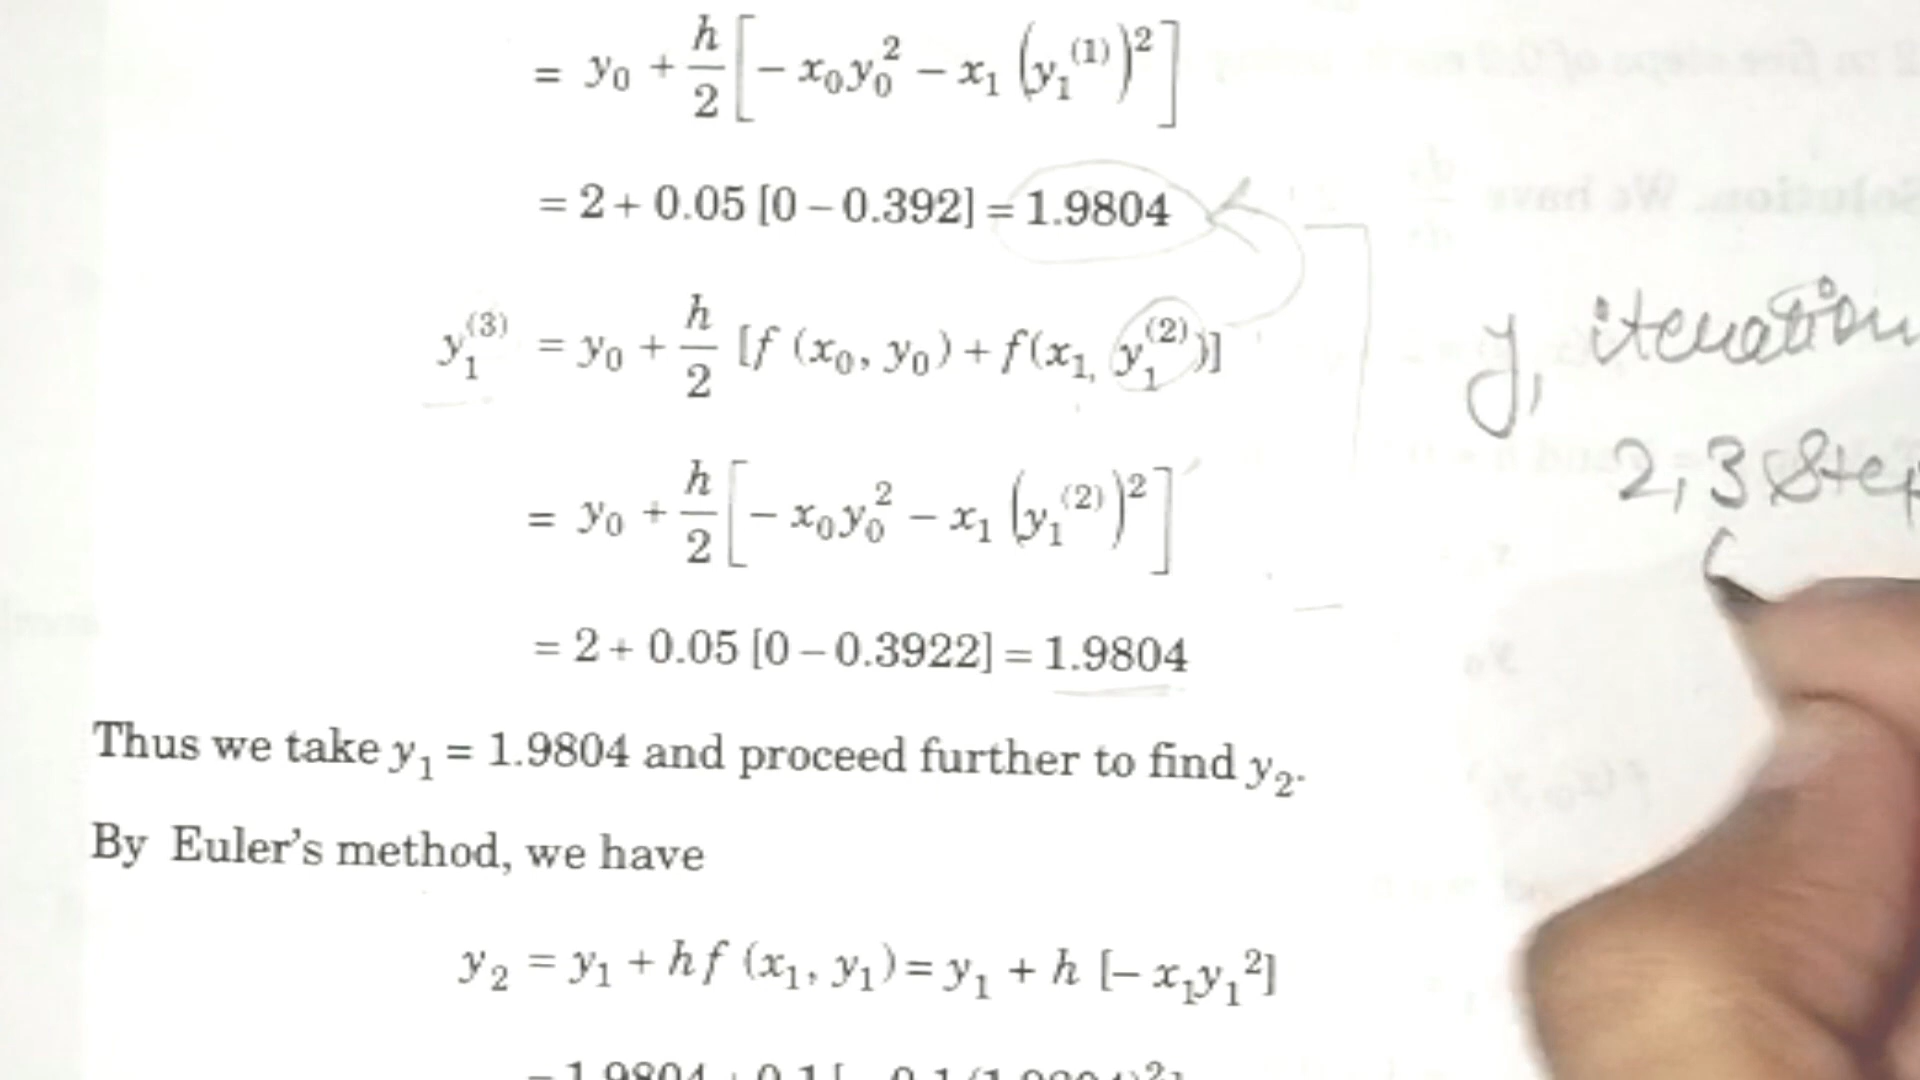 = y₀ + h/2 [− x₀y₀² − x₁ (y₁⁽¹⁾)²]
= 2 + 0.05 [0 – 0.392] = 1.9804
y₁⁽³⁾ = y₀ + h/2 [f (x₀, y₀) + f(x₁, y₁⁽²⁾)]
= y₀ + h/2 [− x₀y₀² − x₁ (y₁⁽²⁾)²]
= 2 + 0.05 [0 – 0.3922] = 1.9804
Thus we take y₁ = 1.9804 and proceed further to find y₂.
By Euler’s method, we have
y₂ = y₁ + h f (x₁, y₁) = y₁ + h [− x₁y₁²]
y₁ iteration
2, 3 Step